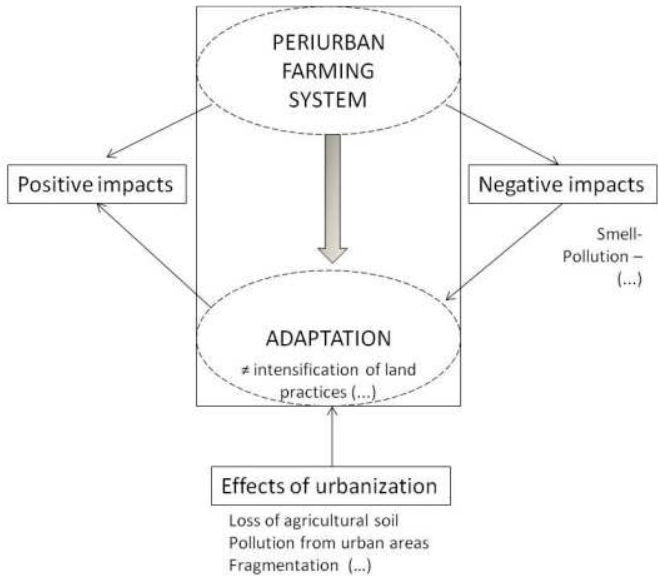 PERIURBAN
FARMING
SYSTEM
Positive impacts
Negative impacts
Smell-
Pollution –
(...)
ADAPTATION
≠ intensification of land
practices (...)
Effects of urbanization
Loss of agricultural soil
Pollution from urban areas
Fragmentation (...)